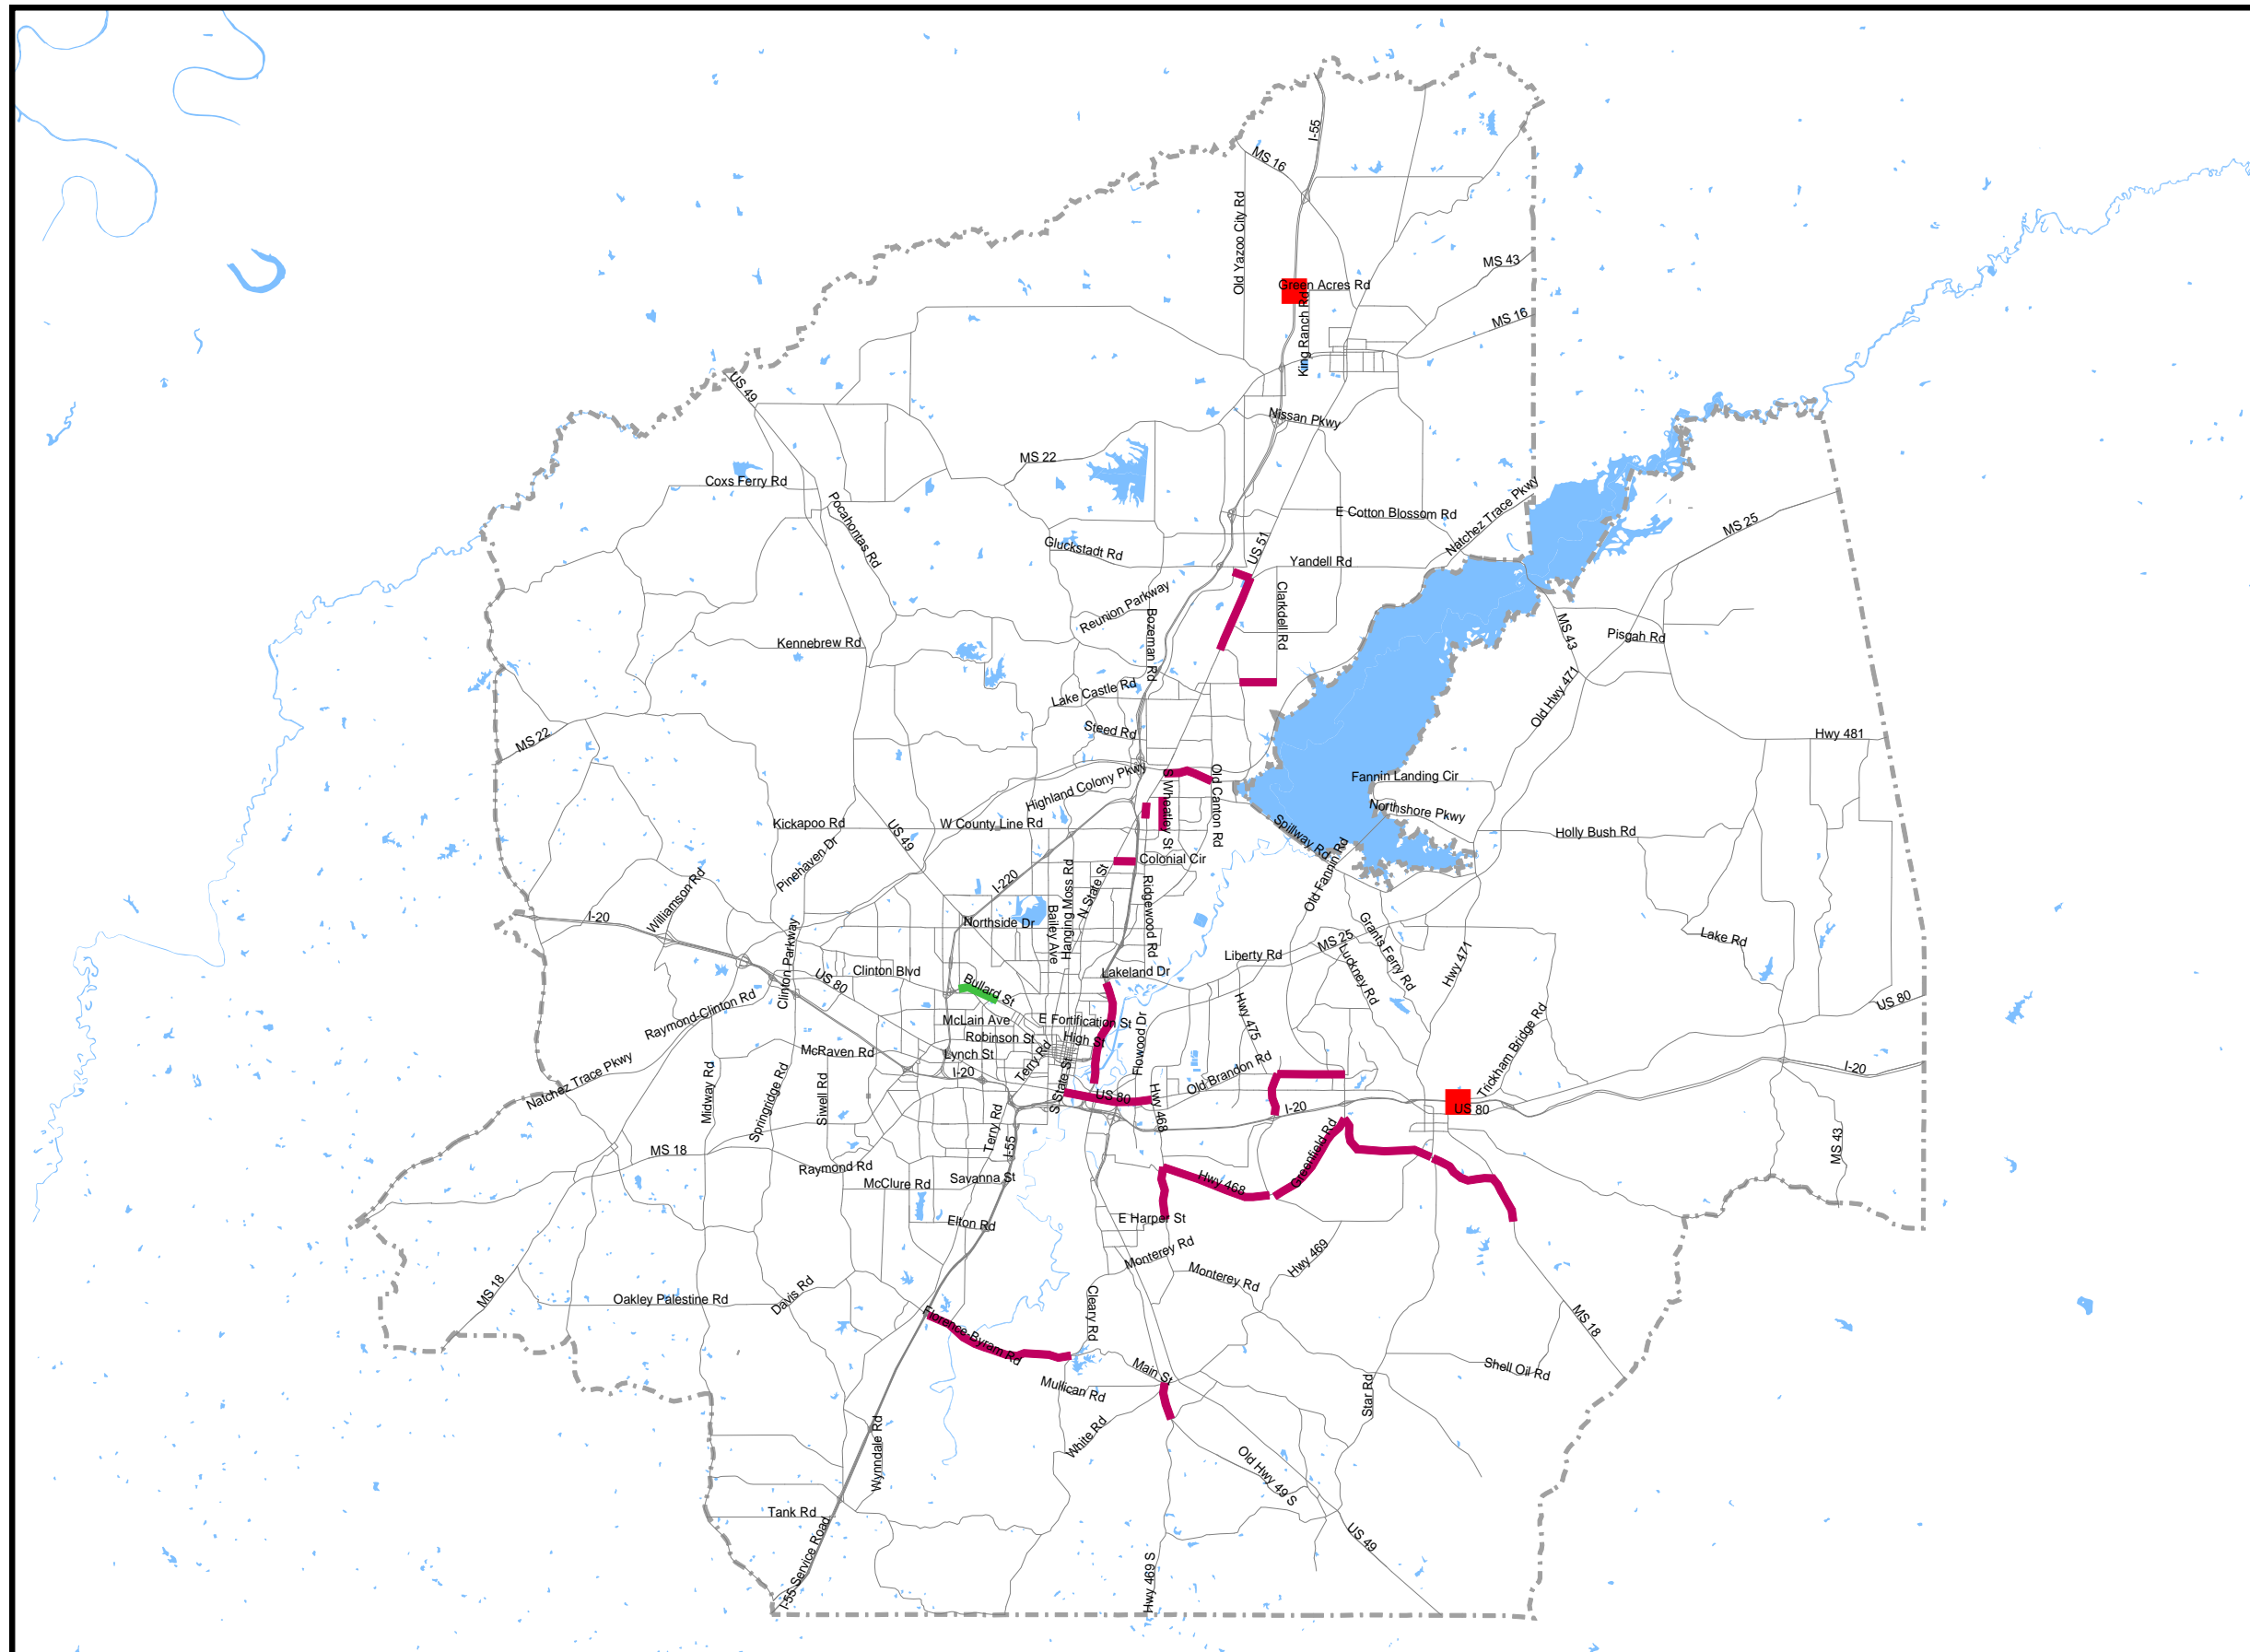 I-55
MS 16
Old Yazoo City Rd
MS 43
Green Acres Rd
King Ranch Rd
MS 16
US 49
Nissan Pkwy
MS 22
Coxs Ferry Rd
Pocahontas Rd
Natchez Trace Pkwy
E Cotton Blossom Rd
MS 25
Gluckstadt Rd
US 51
Yandell Rd
Clarkdell Rd
Reunion Parkway
Bozeman Rd
MS 43
Pisgah Rd
Kennebrew Rd
Lake Castle Rd
Old Hwy 471
Steed Rd
MS 22
Hwy 481
Highland Colony Pkwy
S Wheatley St
Old Canton Rd
Fannin Landing Cir
Northshore Pkwy
Kickapoo Rd
US 49
W County Line Rd
Spillway Rd
Holly Bush Rd
Pinehaven Dr
Colonial Cir
Old Fannin Rd
I-220
Hanging Moss Rd
N State St
Ridgewood Rd
Williamson Rd
I-20
Northside Dr
Bailey Ave
Grants Ferry Rd
MS 25
Lake Rd
Clinton Parkway
Liberty Rd
Luckney Rd
Hwy 471
US 80
Clinton Blvd
Lakeland Dr
Bullard St
Raymond-Clinton Rd
Hwy 475
US 80
McLain Ave
E Fortification St
Flowood Dr
Trickham Bridge Rd
Robinson St
High St
McRaven Rd
Lynch St
Terry Rd
I-20
Old Brandon Rd
I-20
Natchez Trace Pkwy
Midway Rd
Springridge Rd
Siwell Rd
S State St
US 80
Hwy 468
I-20
US 80
Terry Rd
I-55
Greenfield Rd
MS 43
MS 18
Raymond Rd
McClure Rd
Savanna St
Hwy 468
Elton Rd
E Harper St
Monterey Rd
Hwy 469
Monterey Rd
MS 18
Oakley Palestine Rd
Davis Rd
Cleary Rd
Florence-Byram Rd
MS 18
Main St
Shell Oil Rd
Mullican Rd
Star Rd
White Rd
Wynndale Rd
Old Hwy 49 S
Tank Rd
US 49
I-55 Service Road
Hwy 469 S